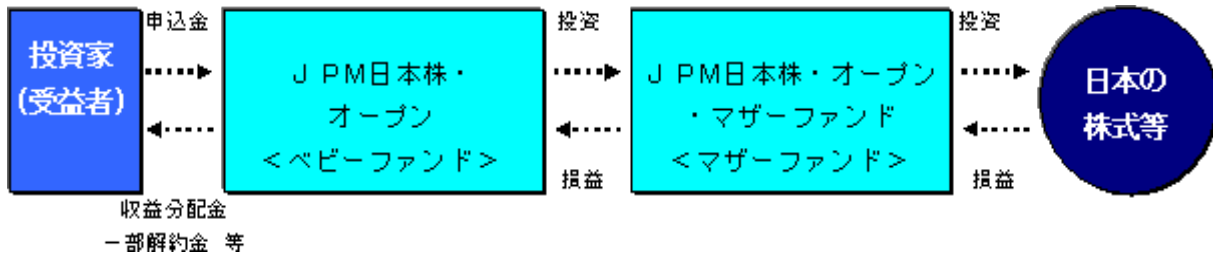 申込金
投資
投資
投資家
(受益者)
ＪＰＭ日本株・
オープン
＜ベビーファンド＞
ＪＰＭ日本株・オープン
・マザーファンド
＜マザーファンド＞
日本の
株式等
損益
損益
収益分配金
一部解約金 等